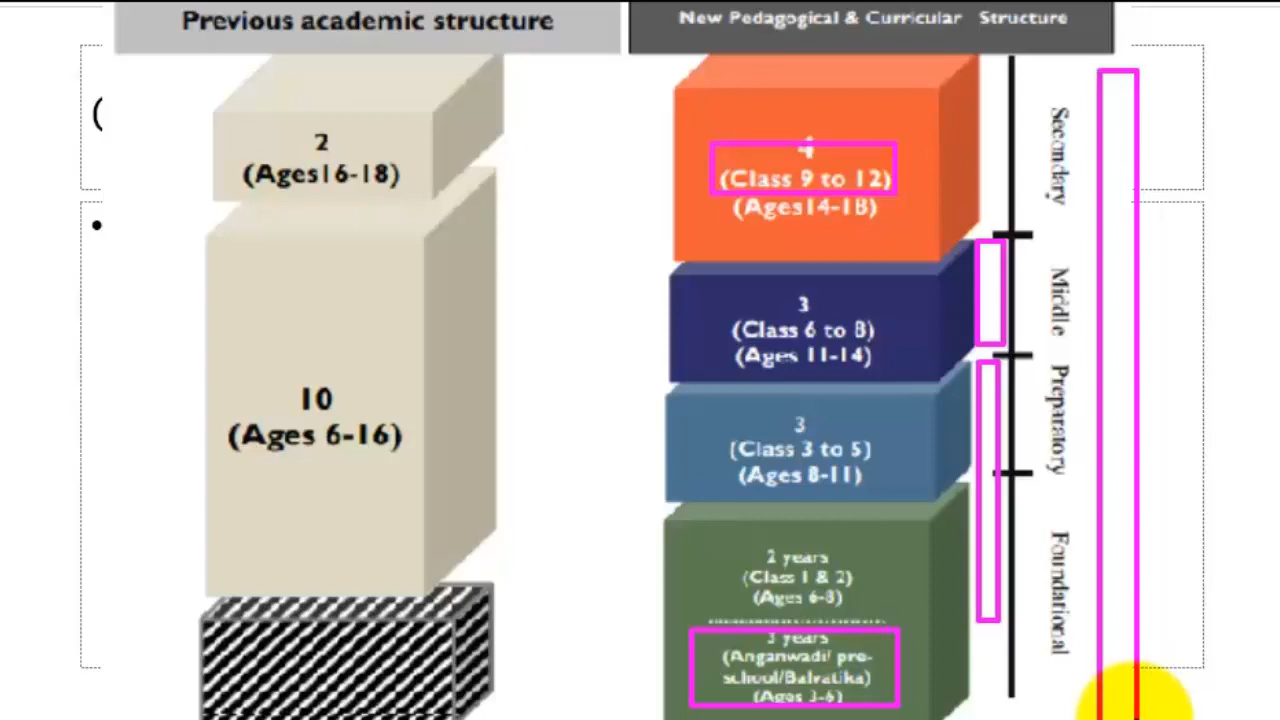 Previous academic structure
New Pedagogical & Curricular Structure
(
2
(Ages16-18)
10
(Ages 6-16)
4
(Class 9 to 12)
(Ages14-18)
3
(Class 6 to 8)
(Ages 11-14)
3
(Class 3 to 5)
(Ages 8-11)
2 years
(Class 1 & 2)
(Ages 6-8)
3 years
(Anganwadi/ pre-
school/Balvatika)
(Ages 3-6)
Secondary
Middle
Preparatory
Foundational